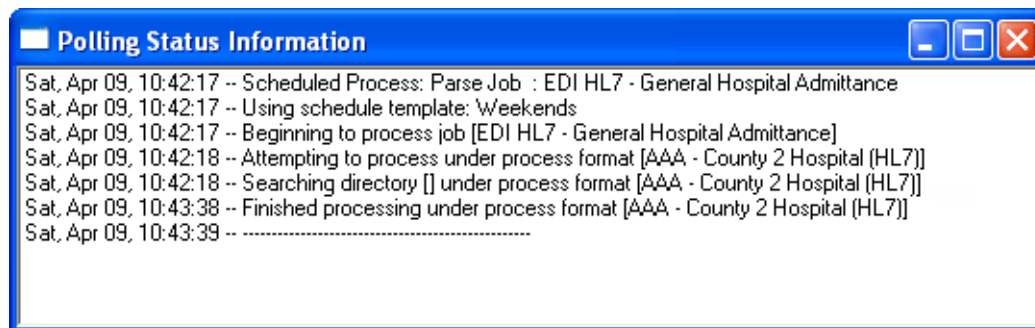 Polling Status Information
Sat, Apr 09, 10:42:17 -- Scheduled Process: Parse Job  : EDI HL7 - General Hospital Admittance
Sat, Apr 09, 10:42:17 -- Using schedule template: Weekends
Sat, Apr 09, 10:42:17 -- Beginning to process job [EDI HL7 - General Hospital Admittance]
Sat, Apr 09, 10:42:18 -- Attempting to process under process format [AAA - County 2 Hospital (HL7)]
Sat, Apr 09, 10:42:18 -- Searching directory [] under process format [AAA - County 2 Hospital (HL7)]
Sat, Apr 09, 10:43:38 -- Finished processing under process format [AAA - County 2 Hospital (HL7)]
Sat, Apr 09, 10:43:39 -- --------------------------------------------------